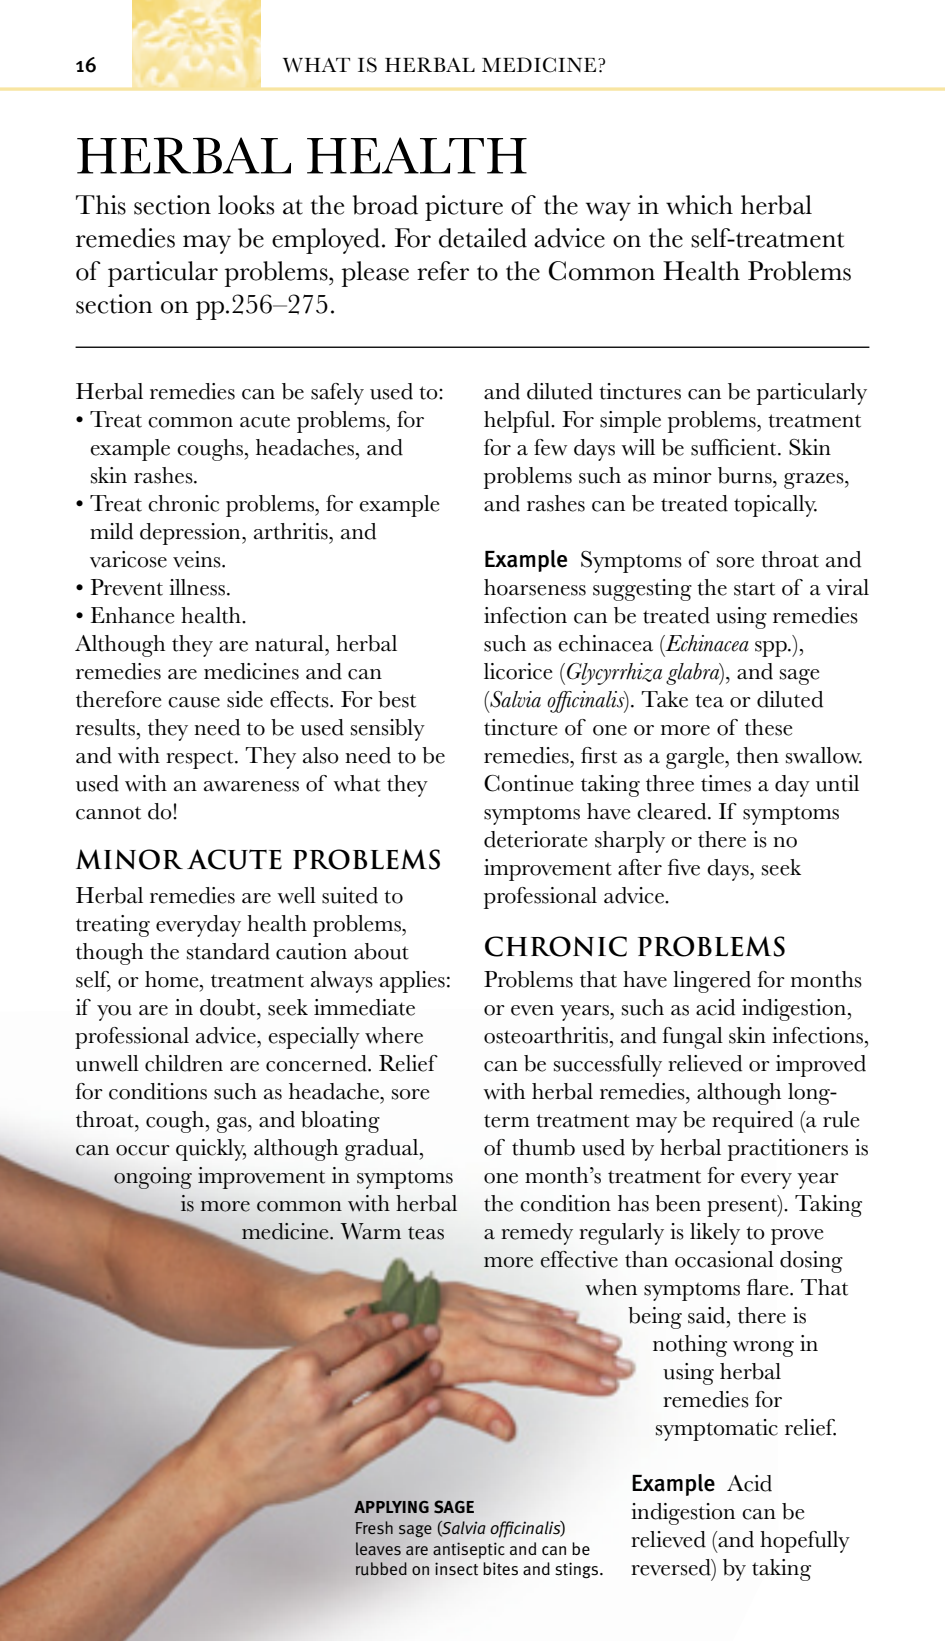 16
WHAT IS HERBAL MEDICINE?
HERBAL HEALTH
This section looks at the broad picture of the way in which herbal
remedies may be employed. For detailed advice on the self-treatment
of particular problems, please refer to the Common Health Problems
section on pp.256–275.
Herbal remedies can be safely used to:
• Treat common acute problems, for
example coughs, headaches, and
skin rashes.
• Treat chronic problems, for example
mild depression, arthritis, and
varicose veins.
• Prevent illness.
• Enhance health.
Although they are natural, herbal
remedies are medicines and can
therefore cause side effects. For best
results, they need to be used sensibly
and with respect. They also need to be
used with an awareness of what they
cannot do!
MINOR ACUTE PROBLEMS
Herbal remedies are well suited to
treating everyday health problems,
though the standard caution about
self, or home, treatment always applies:
if you are in doubt, seek immediate
professional advice, especially where
unwell children are concerned. Relief
for conditions such as headache, sore
throat, cough, gas, and bloating
can occur quickly, although gradual,
ongoing improvement in symptoms
is more common with herbal
medicine. Warm teas
and diluted tinctures can be particularly
helpful. For simple problems, treatment
for a few days will be sufficient. Skin
problems such as minor burns, grazes,
and rashes can be treated topically.
Example Symptoms of sore throat and
hoarseness suggesting the start of a viral
infection can be treated using remedies
such as echinacea (Echinacea spp.),
licorice (Glycyrrhiza glabra), and sage
(Salvia officinalis). Take tea or diluted
tincture of one or more of these
remedies, first as a gargle, then swallow.
Continue taking three times a day until
symptoms have cleared. If symptoms
deteriorate sharply or there is no
improvement after five days, seek
professional advice.
CHRONIC PROBLEMS
Problems that have lingered for months
or even years, such as acid indigestion,
osteoarthritis, and fungal skin infections,
can be successfully relieved or improved
with herbal remedies, although long-
term treatment may be required (a rule
of thumb used by herbal practitioners is
one month's treatment for every year
the condition has been present). Taking
a remedy regularly is likely to prove
more effective than occasional dosing
when symptoms flare. That
being said, there is
nothing wrong in
using herbal
remedies for
symptomatic relief.
Example Acid
indigestion can be
relieved (and hopefully
reversed) by taking
APPLYING SAGE
Fresh sage (Salvia officinalis)
leaves are antiseptic and can be
rubbed on insect bites and stings.